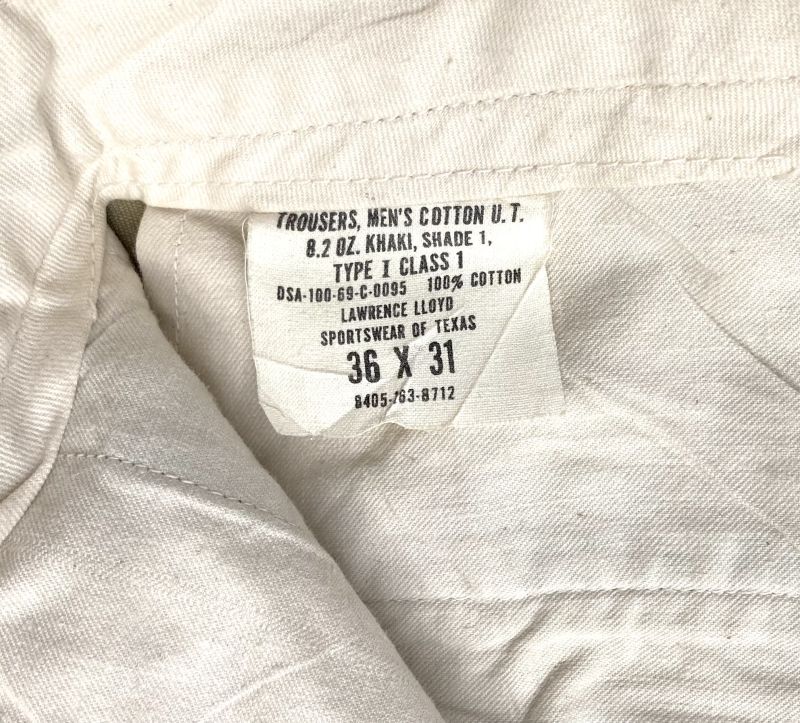 TROUSERS, MEN'S COTTON U.T.
8.2 OZ. KHAKI, SHADE 1,
TYPE I CLASS 1
DSA-100-69-C-0095 100% COTTON
LAWRENCE LLOYD
SPORTSWEAR OF TEXAS
36 X 31
8405-763-8712